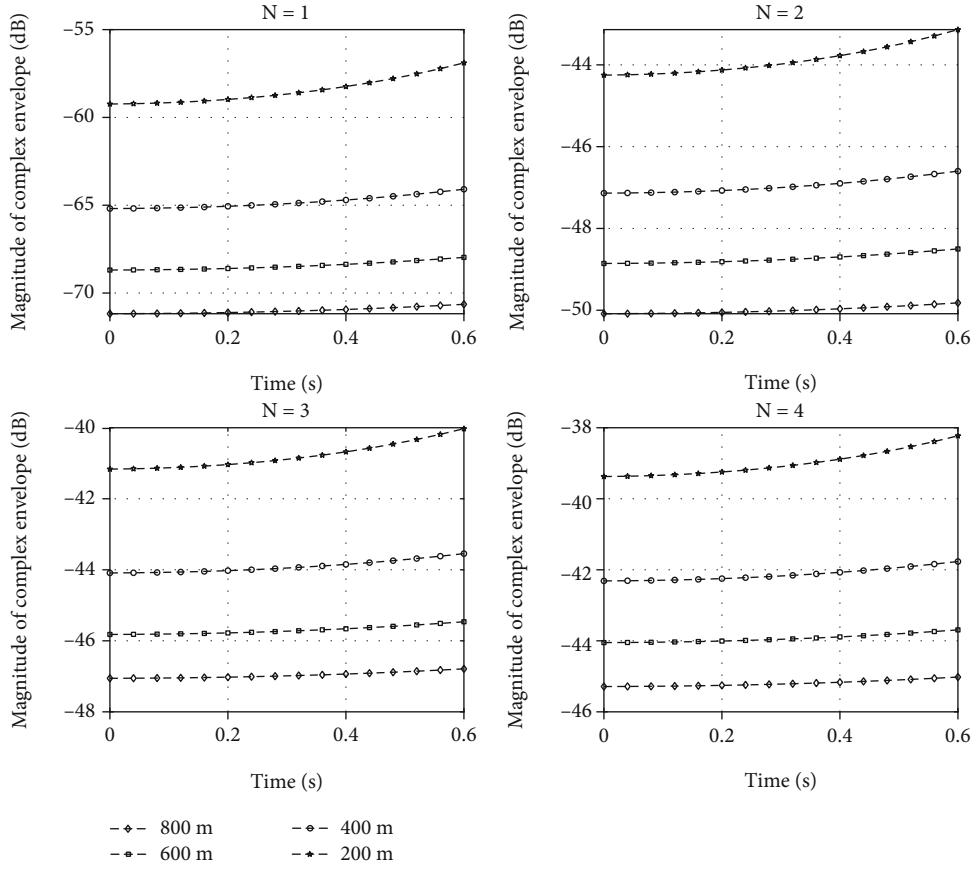 N = 1
Magnitude of complex envelope (dB)
−55
−60
−65
−70
0 0.2 0.4 0.6
Time (s)
N = 2
Magnitude of complex envelope (dB)
−44
−46
−48
−50
0 0.2 0.4 0.6
Time (s)
N = 3
Magnitude of complex envelope (dB)
−40
−42
−44
−46
−48
0 0.2 0.4 0.6
Time (s)
N = 4
Magnitude of complex envelope (dB)
−38
−40
−42
−44
−46
0 0.2 0.4 0.6
Time (s)
800 m
600 m
400 m
200 m